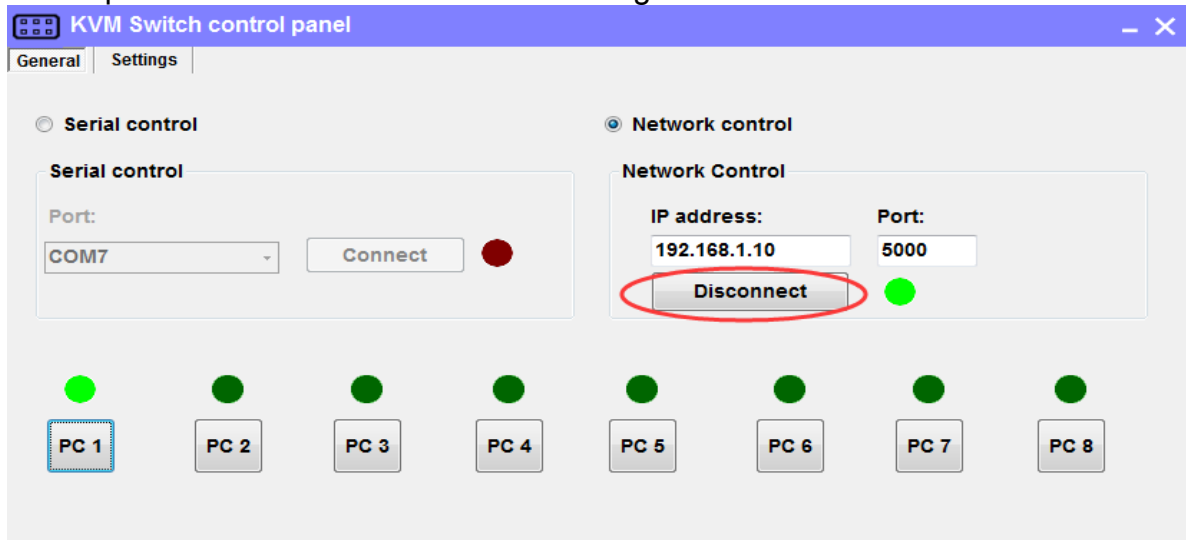 KVM Switch control panel
General Settings
Serial control
Network control
Serial control
Port:
COM7
Connect
Network Control
IP address: Port:
192.168.1.10 5000
Disconnect
PC 1 PC 2 PC 3 PC 4 PC 5 PC 6 PC 7 PC 8